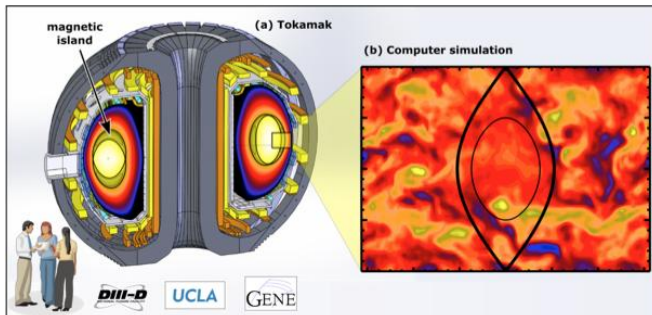 magnetic
island
(a) Tokamak
(b) Computer simulation
DIII-D
UCLA
GENE